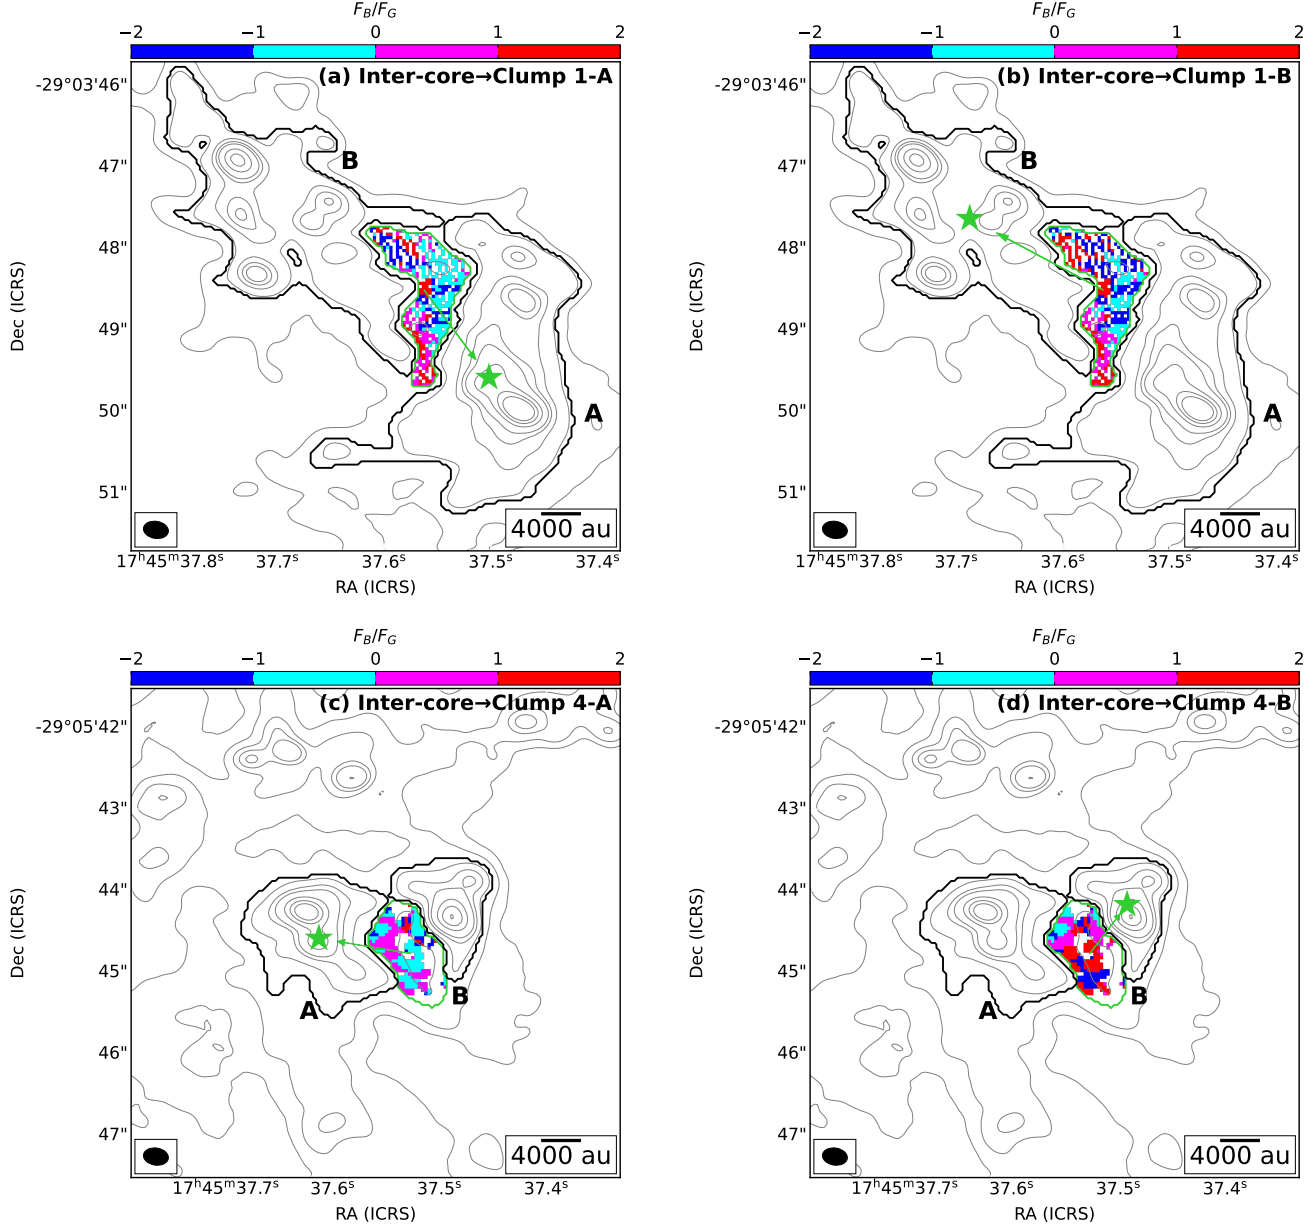 F_B/F_G
−2 −1 0 1 2
(a) Inter-core→Clump 1-A
-29°03'46"
47"
48"
49"
50"
51"
Dec (ICRS)
B
A
4000 au
17ʰ45ᵐ37.8ˢ 37.7ˢ 37.6ˢ 37.5ˢ 37.4ˢ
RA (ICRS)
F_B/F_G
−2 −1 0 1 2
(b) Inter-core→Clump 1-B
-29°03'46"
47"
48"
49"
50"
51"
Dec (ICRS)
B
A
4000 au
17ʰ45ᵐ37.8ˢ 37.7ˢ 37.6ˢ 37.5ˢ 37.4ˢ
RA (ICRS)
F_B/F_G
−2 −1 0 1 2
(c) Inter-core→Clump 4-A
-29°05'42"
43"
44"
45"
46"
47"
Dec (ICRS)
A
B
4000 au
17ʰ45ᵐ37.7ˢ 37.6ˢ 37.5ˢ 37.4ˢ
RA (ICRS)
F_B/F_G
−2 −1 0 1 2
(d) Inter-core→Clump 4-B
-29°05'42"
43"
44"
45"
46"
47"
Dec (ICRS)
A
B
4000 au
17ʰ45ᵐ37.7ˢ 37.6ˢ 37.5ˢ 37.4ˢ
RA (ICRS)